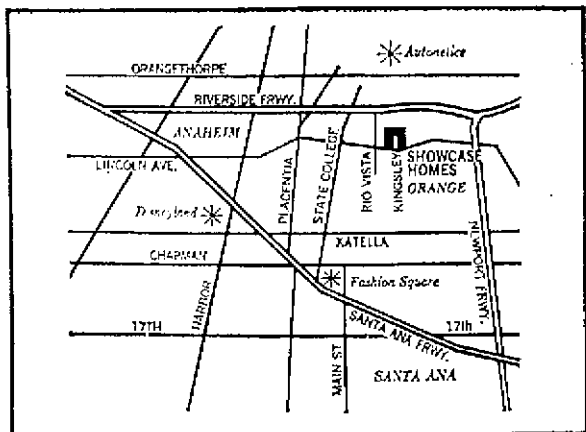 Autonetics
ORANGETHORPE
RIVERSIDE FRWY.
ANAHEIM
LINCOLN AVE.
PLACENTIA
STATE COLLEGE
RIO VISTA
KINGSLEY
SHOWCASE
HOMES
ORANGE
Disneyland
KATELLA
CHAPMAN
NEWPORT FRWY.
Fashion Square
HARBOR
17TH
SANTA ANA FRWY.
17th
MAIN ST.
SANTA ANA